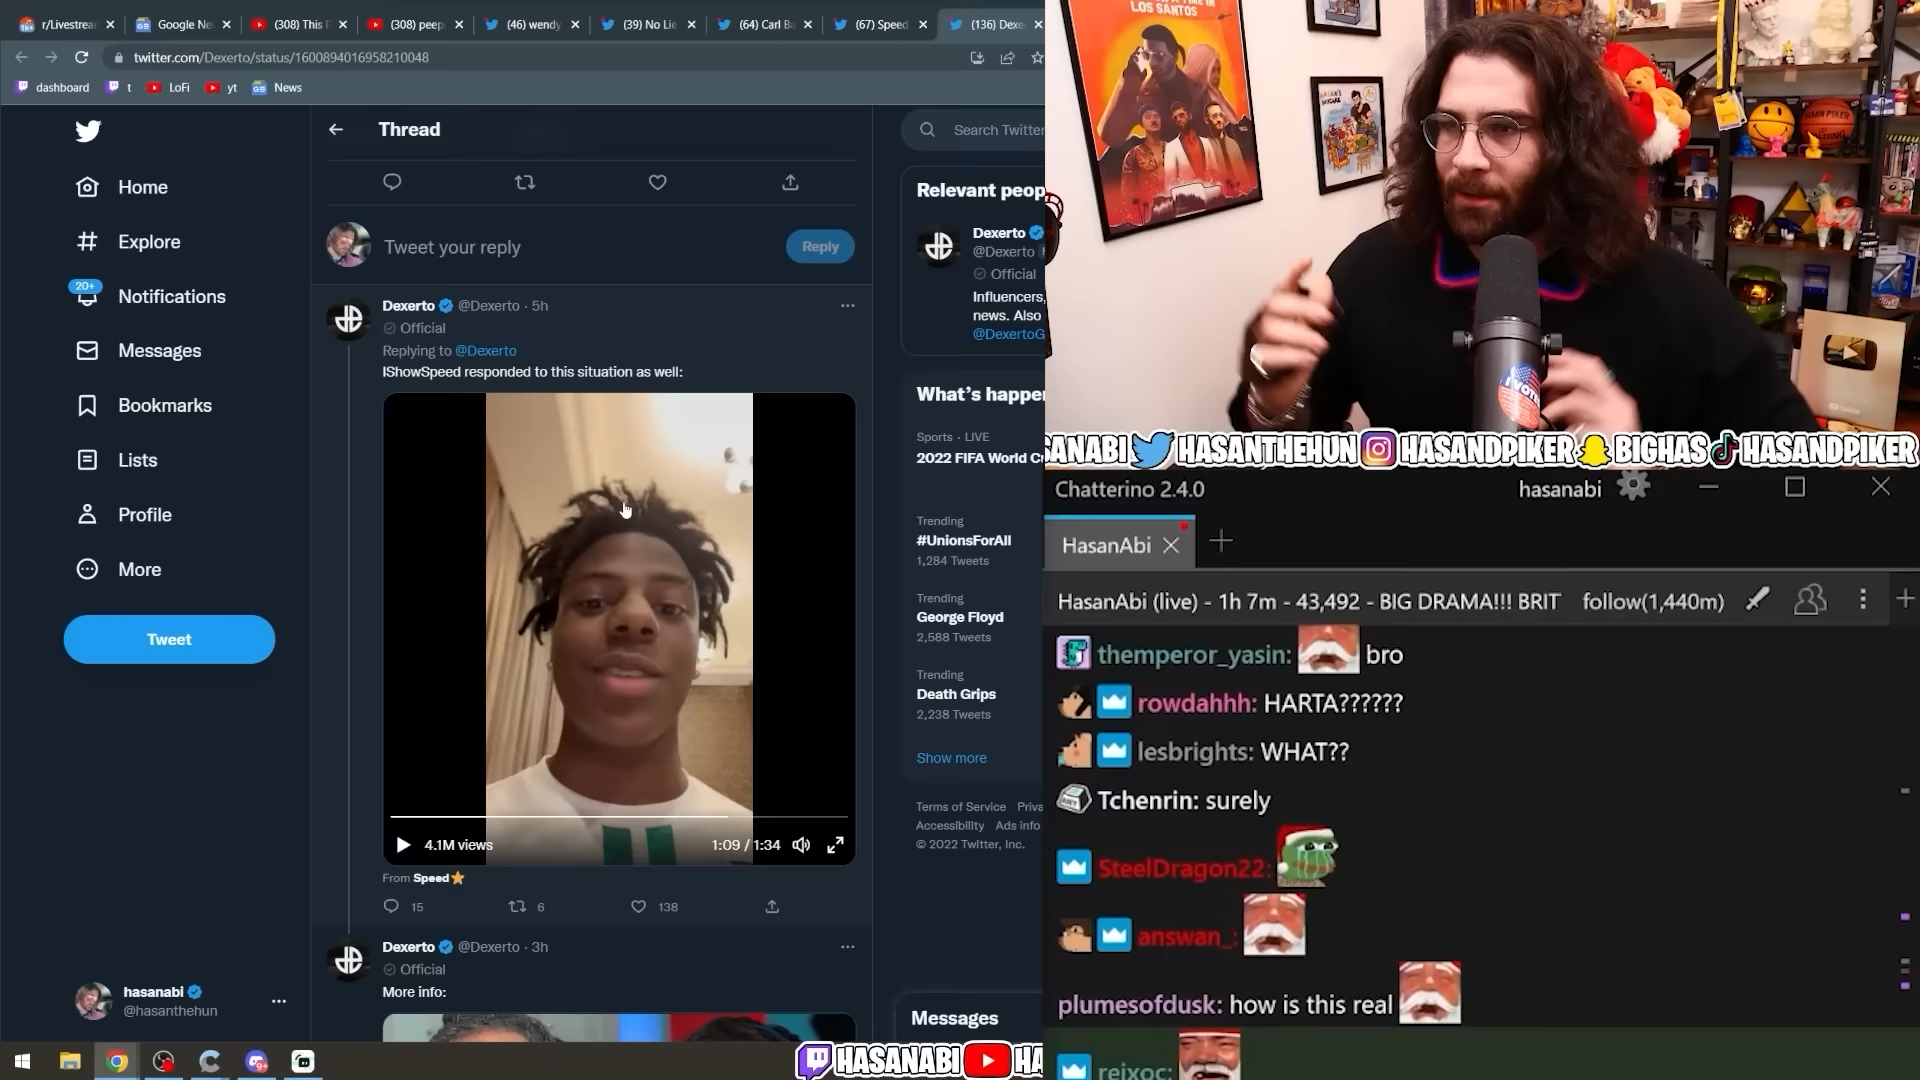 r/Livestrea
Google Ne
(308) This F
(308) peep
(46) wendy
(39) No Lie
(64) Carl Ba
(67) Speed
(136) Dexe
twitter.com/Dexerto/status/1600894016958210048
dashboard
t
LoFi
yt
News
Home
Explore
20+
Notifications
Messages
Bookmarks
Lists
Profile
More
Tweet
hasanabi
@hasanthehun
Thread
Tweet your reply
Reply
Dexerto @Dexerto · 5h
Official
Replying to @Dexerto
IShowSpeed responded to this situation as well:
4.1M views
1:09 / 1:34
From Speed
15
6
138
Dexerto @Dexerto · 3h
Official
More info:
Search Twitter
Relevant peop
Dexerto
@Dexerto
Official
Influencers,
news. Also
@DexertoG
What's happe
Sports · LIVE
2022 FIFA World C
Trending
#UnionsForAll
1,284 Tweets
Trending
George Floyd
2,588 Tweets
Trending
Death Grips
2,238 Tweets
Show more
Terms of Service Priva
Accessibility Ads info
© 2022 Twitter, Inc.
Messages
HASANABI
HA
LOS SANTOS
HASAN PIKER
I VOTE
SANABI HASANTHEHUN HASANDPIKER BIGHAS HASANDPIKER
Chatterino 2.4.0
hasanabi
HasanAbi
HasanAbi (live) - 1h 7m - 43,492 - BIG DRAMA!!! BRIT
follow(1,440m)
themperor_yasin: bro
rowdahhh: HARTA??????
lesbrights: WHAT??
Tchenrin: surely
SteelDragon22:
answan_:
plumesofdusk: how is this real
reixoc: